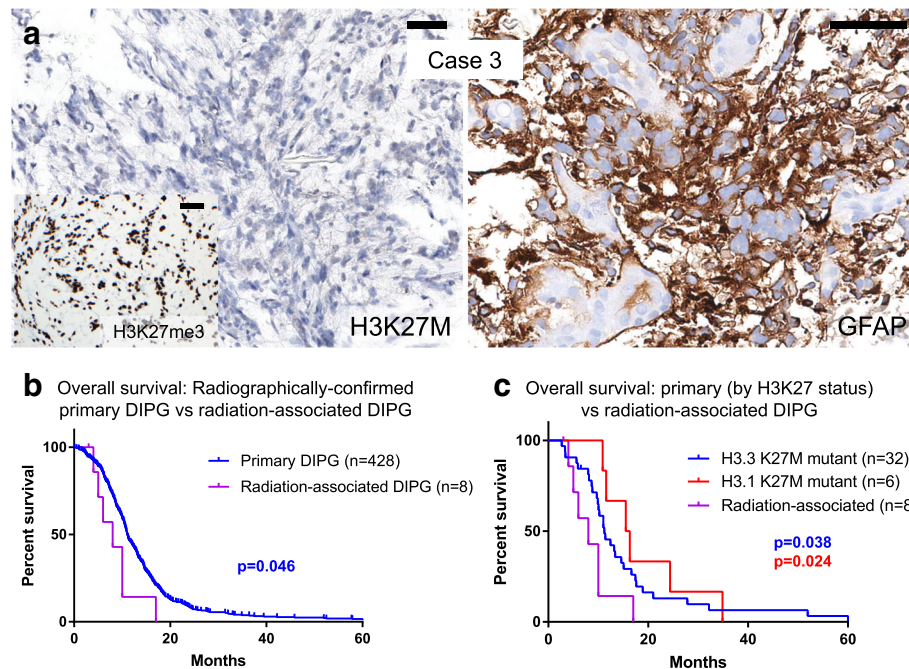 a
Case 3
H3K27me3
H3K27M
GFAP
b
Overall survival: Radiographically-confirmed
primary DIPG vs radiation-associated DIPG
100
50
0
Percent survival
Primary DIPG (n=428)
Radiation-associated DIPG (n=8)
p=0.046
0 20 40 60
Months
c
Overall survival: primary (by H3K27 status)
vs radiation-associated DIPG
100
50
0
Percent survival
H3.3 K27M mutant (n=32)
H3.1 K27M mutant (n=6)
Radiation-associated (n=8
p=0.038
p=0.024
0 20 40 60
Months